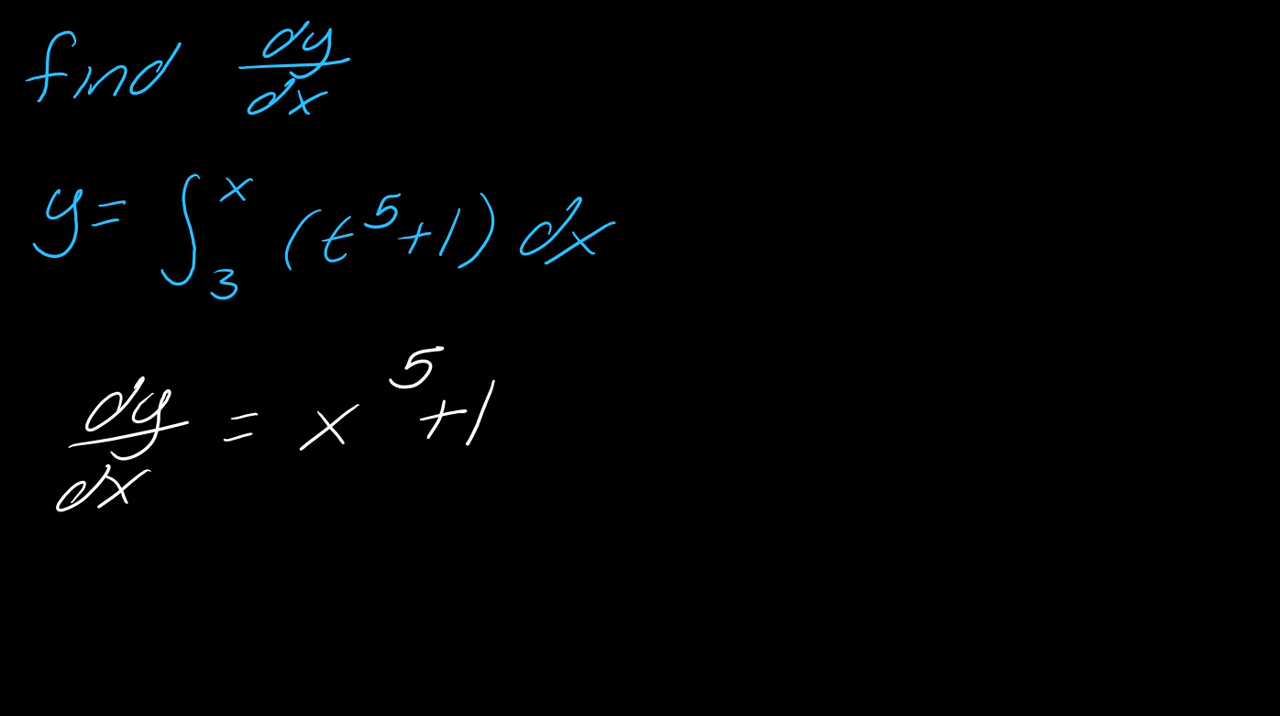 find dy/dx
y = ∫₃ˣ (t⁵+1) dx
dy/dx = x⁵+1